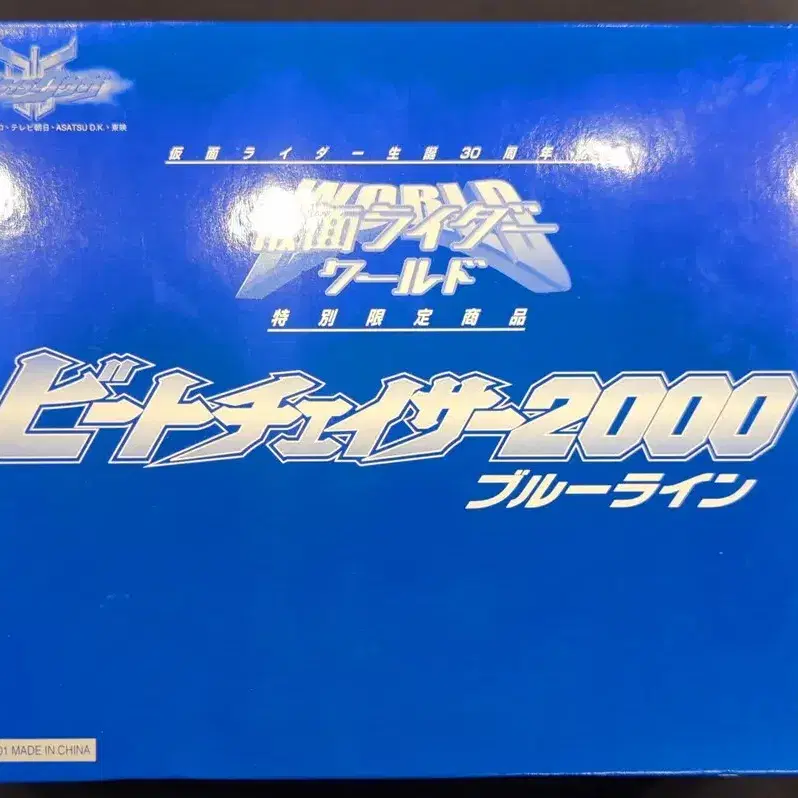 ・テレビ朝日・ASATSU D.K.・東映
仮面ライダー生誕30周年
WORLD
仮面ライダー
ワールド
特別限定商品
ビートチェイサー2000
ブルーライン
01 MADE IN CHINA